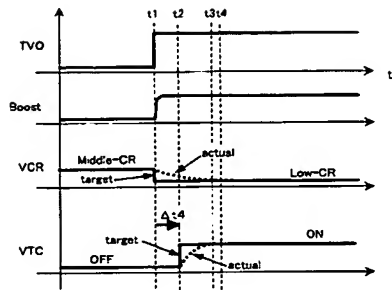 t1 t2 t3 t4
TVO
t
Boost
VCR
Middle-CR
actual
target
Low-CR
Δt4
target
ON
VTC
OFF
actual